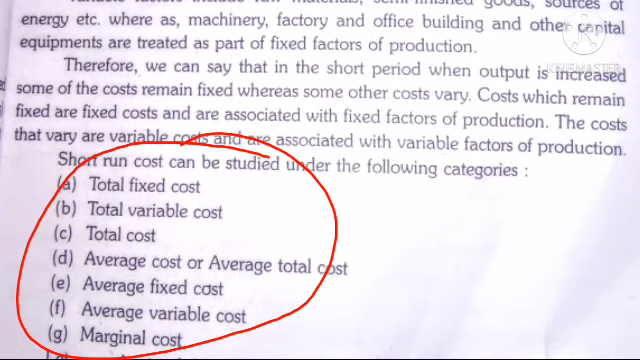 goods, sources of
energy etc. where as, machinery, factory and office building and other capital
equipments are treated as part of fixed factors of production.
Therefore, we can say that in the short period when output is increased
some of the costs remain fixed whereas some other costs vary. Costs which remain
fixed are fixed costs and are associated with fixed factors of production. The costs
that vary are variable costs and are associated with variable factors of production.
Short run cost can be studied under the following categories :
(a) Total fixed cost
(b) Total variable cost
(c) Total cost
(d) Average cost or Average total cost
(e) Average fixed cost
(f) Average variable cost
(g) Marginal cost
KINEMASTER